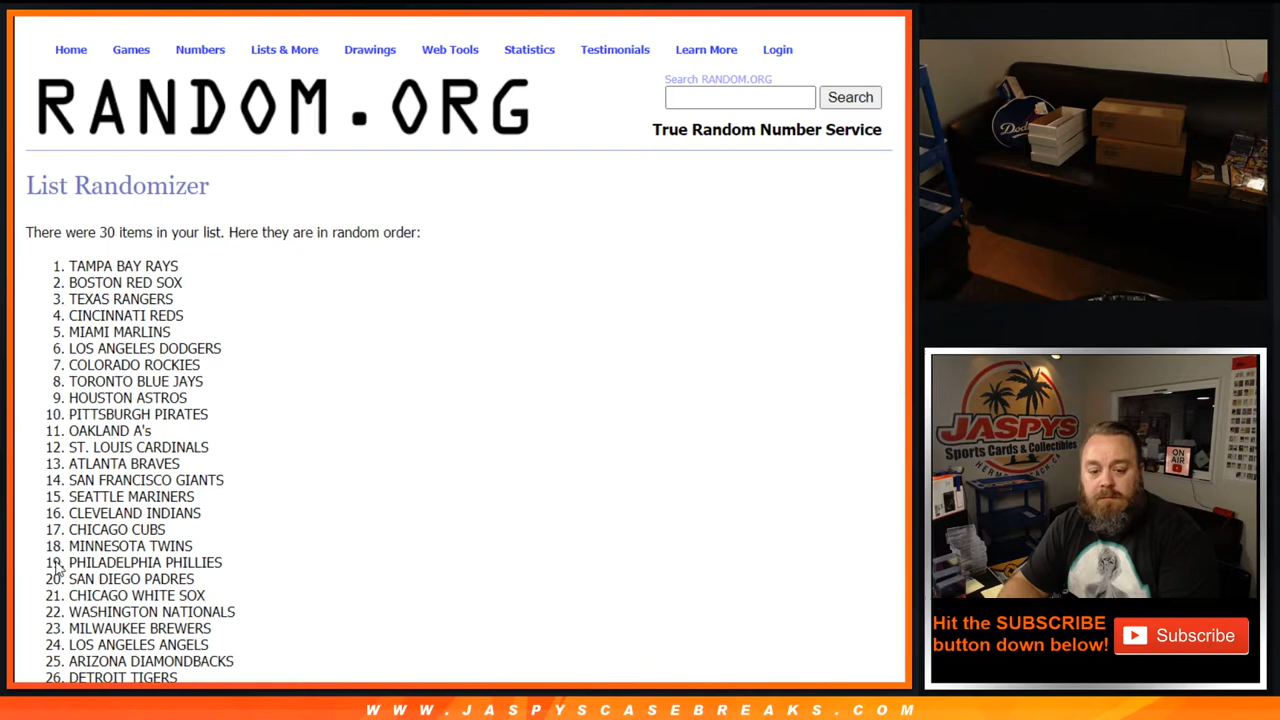 Home Games Numbers Lists & More Drawings Web Tools Statistics Testimonials Learn More Login
RANDOM.ORG
Search RANDOM.ORG
Search
True Random Number Service
List Randomizer
There were 30 items in your list. Here they are in random order:
1. TAMPA BAY RAYS
2. BOSTON RED SOX
3. TEXAS RANGERS
4. CINCINNATI REDS
5. MIAMI MARLINS
6. LOS ANGELES DODGERS
7. COLORADO ROCKIES
8. TORONTO BLUE JAYS
9. HOUSTON ASTROS
10. PITTSBURGH PIRATES
11. OAKLAND A's
12. ST. LOUIS CARDINALS
13. ATLANTA BRAVES
14. SAN FRANCISCO GIANTS
15. SEATTLE MARINERS
16. CLEVELAND INDIANS
17. CHICAGO CUBS
18. MINNESOTA TWINS
19. PHILADELPHIA PHILLIES
20. SAN DIEGO PADRES
21. CHICAGO WHITE SOX
22. WASHINGTON NATIONALS
23. MILWAUKEE BREWERS
24. LOS ANGELES ANGELS
25. ARIZONA DIAMONDBACKS
26. DETROIT TIGERS
JASPYS
Sports Cards & Collectibles
ON
AIR
Hit the SUBSCRIBE
button down below!
Subscribe
WWW.JASPYSCASEBREAKS.COM